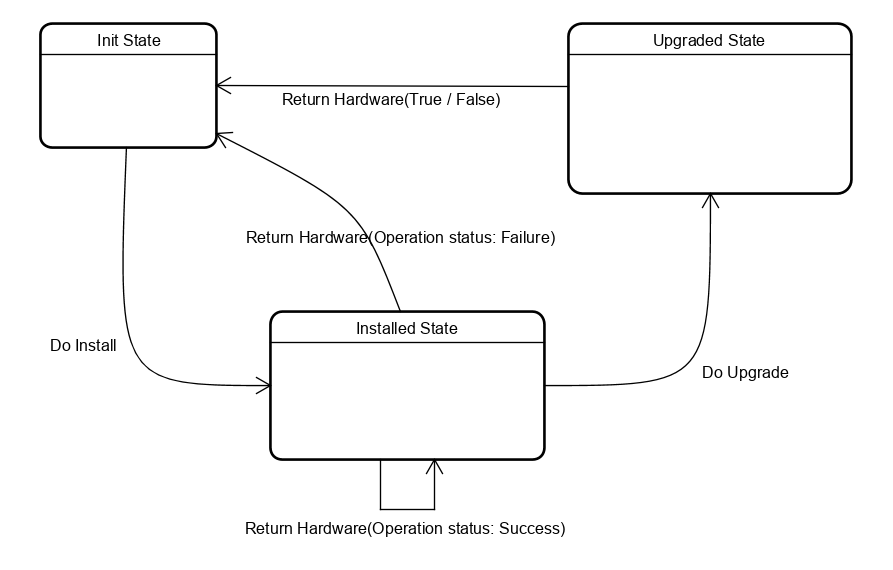 Init State
Upgraded State
Return Hardware(True / False)
Return Hardware(Operation status: Failure)
Installed State
Do Install
Do Upgrade
Return Hardware(Operation status: Success)